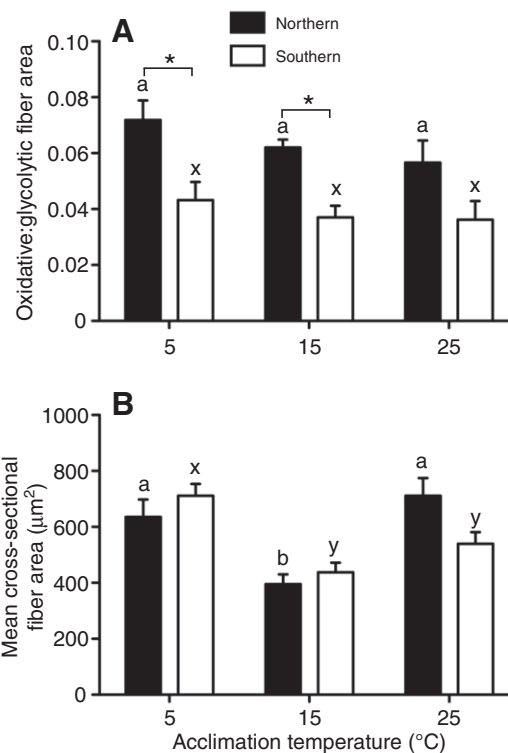 A
Northern
Southern
Oxidative:glycolytic fiber area
0.10
0.08
0.06
0.04
0.02
0
*
*
a
x
a
x
a
x
5 15 25
B
Mean cross-sectional
fiber area (μm²)
1000
800
600
400
200
0
a
x
b
y
a
y
5 15 25
Acclimation temperature (°C)